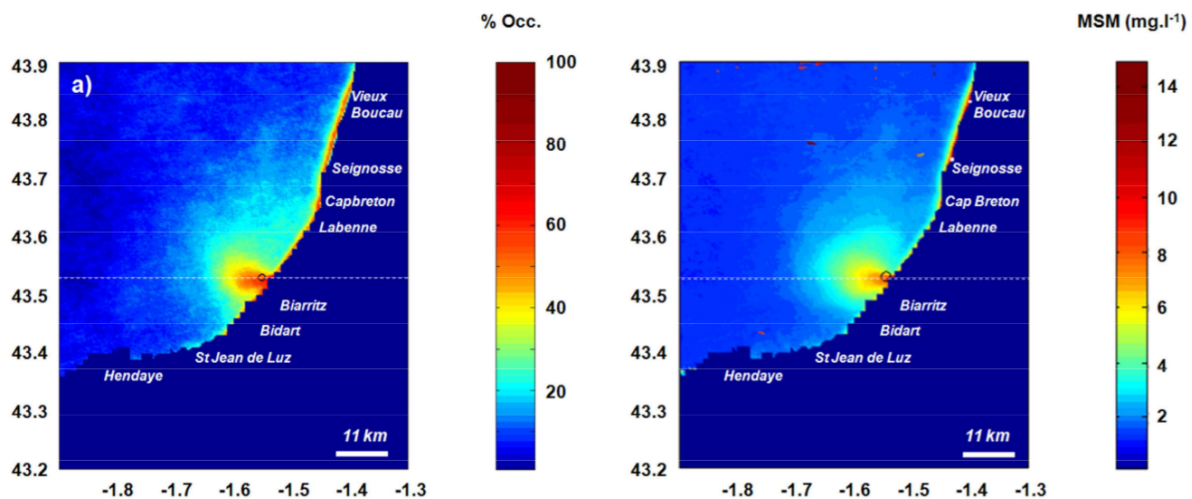 % Occ.
43.9
43.8
43.7
43.6
43.5
43.4
43.3
43.2
-1.8 -1.7 -1.6 -1.5 -1.4 -1.3
a)
Vieux
Boucau
Seignosse
Capbreton
Labenne
Biarritz
Bidart
St Jean de Luz
Hendaye
11 km
100
80
60
40
20
MSM (mg.l⁻¹)
43.9
43.8
43.7
43.6
43.5
43.4
43.3
43.2
-1.8 -1.7 -1.6 -1.5 -1.4 -1.3
Vieux
Boucau
Seignosse
Cap Breton
Labenne
Biarritz
Bidart
St Jean de Luz
Hendaye
11 km
14
12
10
8
6
4
2